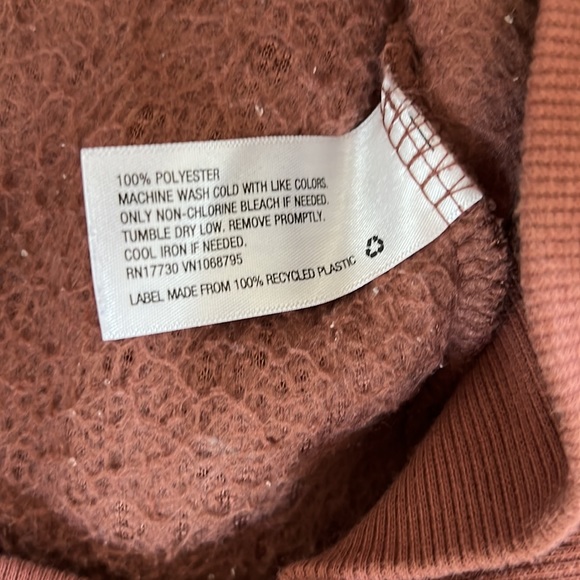 100% POLYESTER
MACHINE WASH COLD WITH LIKE COLORS.
ONLY NON-CHLORINE BLEACH IF NEEDED.
TUMBLE DRY LOW. REMOVE PROMPTLY.
COOL IRON IF NEEDED.
RN17730 VN1068795
LABEL MADE FROM 100% RECYCLED PLASTIC